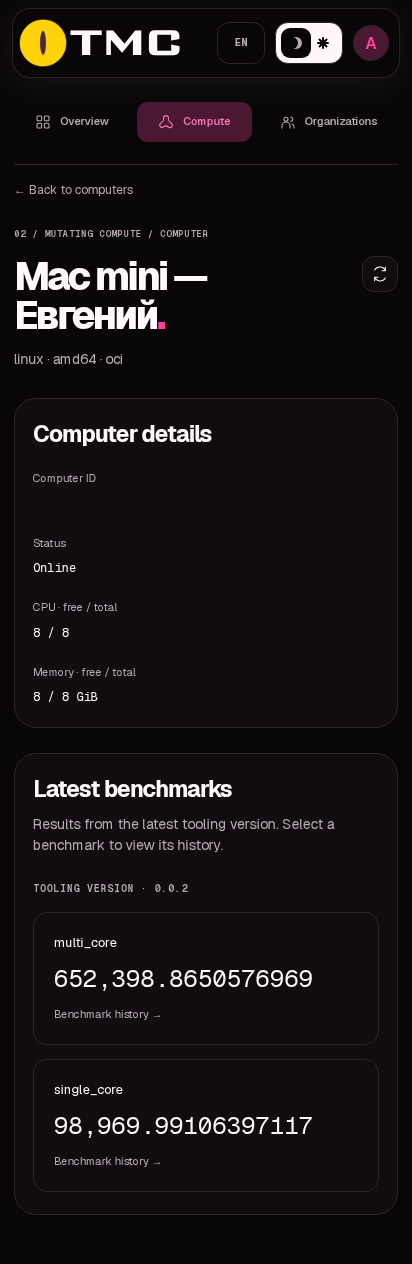 TMC
EN
A
Overview
Compute
Organizations
← Back to computers
02 / MUTATING COMPUTE / COMPUTER
Mac mini —
Евгений.
linux · amd64 · oci
Computer details
Computer ID
Status
Online
CPU · free / total
8 / 8
Memory · free / total
8 / 8 GiB
Latest benchmarks
Results from the latest tooling version. Select a
benchmark to view its history.
TOOLING VERSION · 0.0.2
multi_core
652,398.8650576969
Benchmark history →
single_core
98,969.99106397117
Benchmark history →